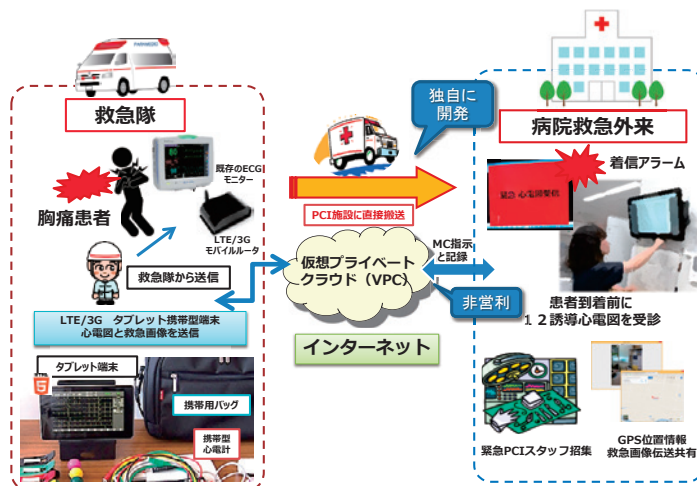 救急隊
胸痛患者
既存のECG
モニター
LTE/3G
モバイルルータ
救急隊から送信
LTE/3G タブレット携帯型端末
心電図と救急画像を送信
タブレット端末
携帯用バッグ
携帯型
心電計
5
PCI施設に直接搬送
独自に
開発
仮想プライベート
クラウド（VPC）
インターネット
MC指示
と記録
非営利
病院救急外来
緊急 心電図受信
着信アラーム
患者到着前に
１２誘導心電図を受診
緊急PCIスタッフ招集
GPS位置情報
救急画像伝送共有